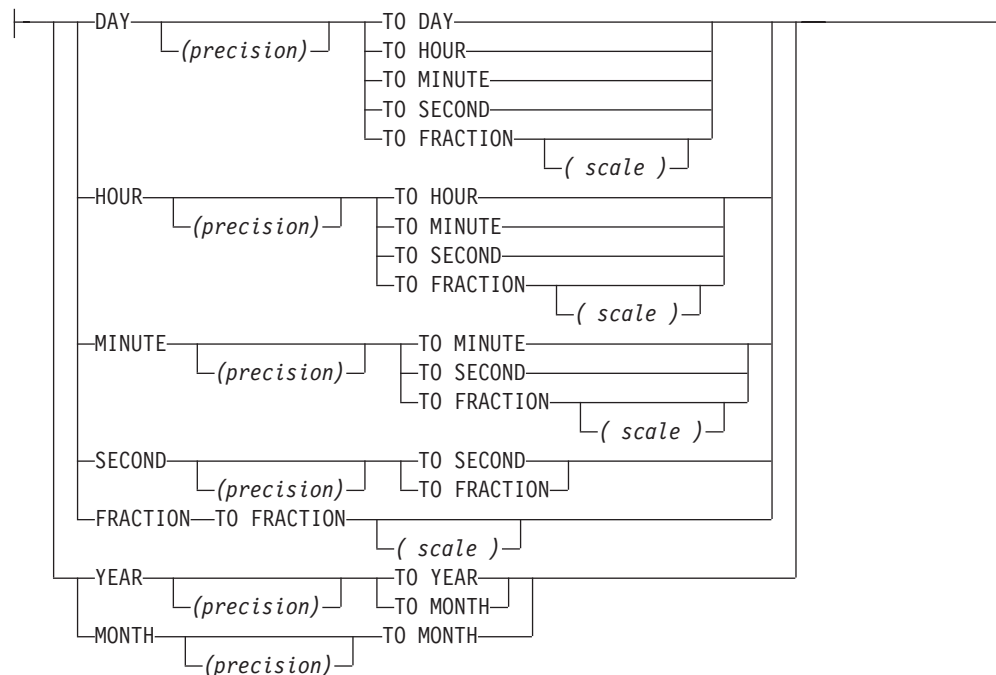 DAY TO DAY
(precision) TO HOUR
TO MINUTE
TO SECOND
TO FRACTION
( scale )
HOUR TO HOUR
(precision) TO MINUTE
TO SECOND
TO FRACTION
( scale )
MINUTE TO MINUTE
(precision) TO SECOND
TO FRACTION
( scale )
SECOND TO SECOND
(precision) TO FRACTION
FRACTION TO FRACTION
( scale )
YEAR TO YEAR
(precision) TO MONTH
MONTH TO MONTH
(precision)